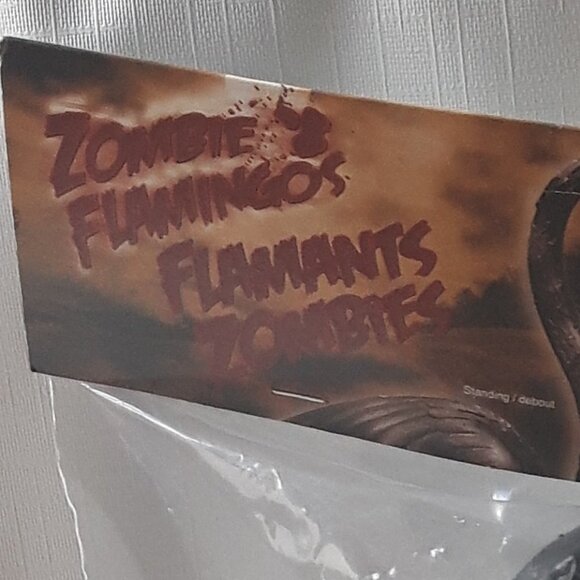 ZOMBIE
FLAMINGOS
FLAMANTS
ZOMBIES
Standing / debout